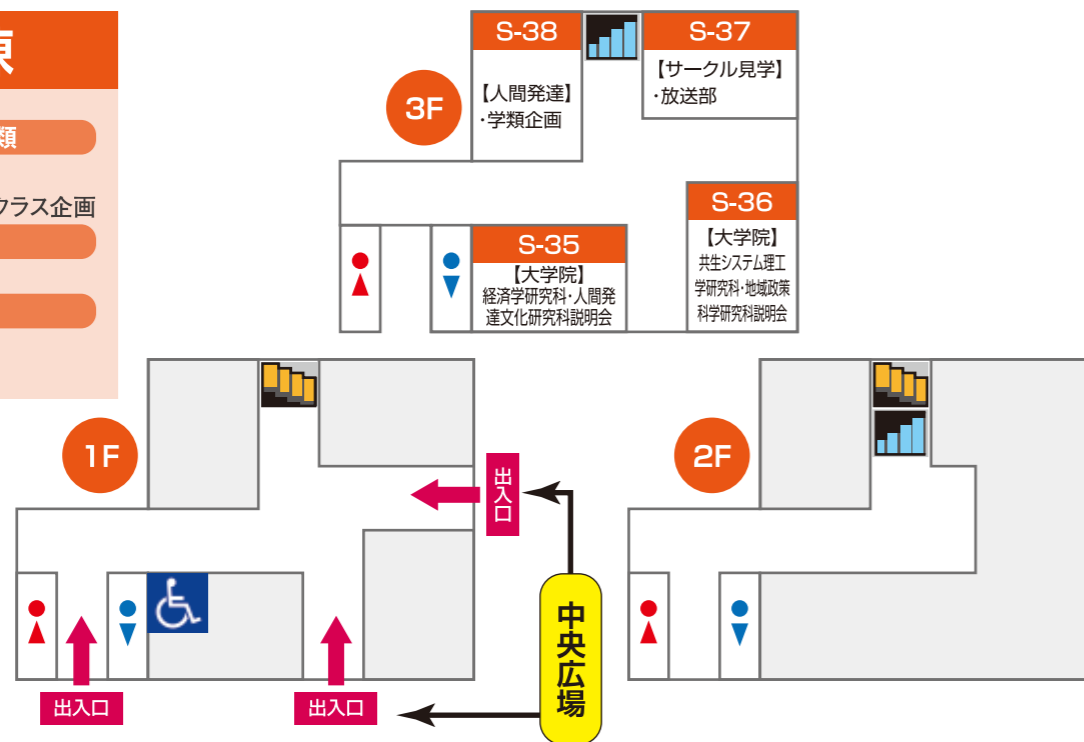 東
類
クラス企画
3F
S-38
【人間発達】
・学類企画
S-37
【サークル見学】
・放送部
S-36
【大学院】
共生システム理工
学研究科・地域政策
科学研究科説明会
S-35
【大学院】
経済学研究科・人間発
達文化研究科説明会
1F
出入口
出入口
出入口
中央広場
2F